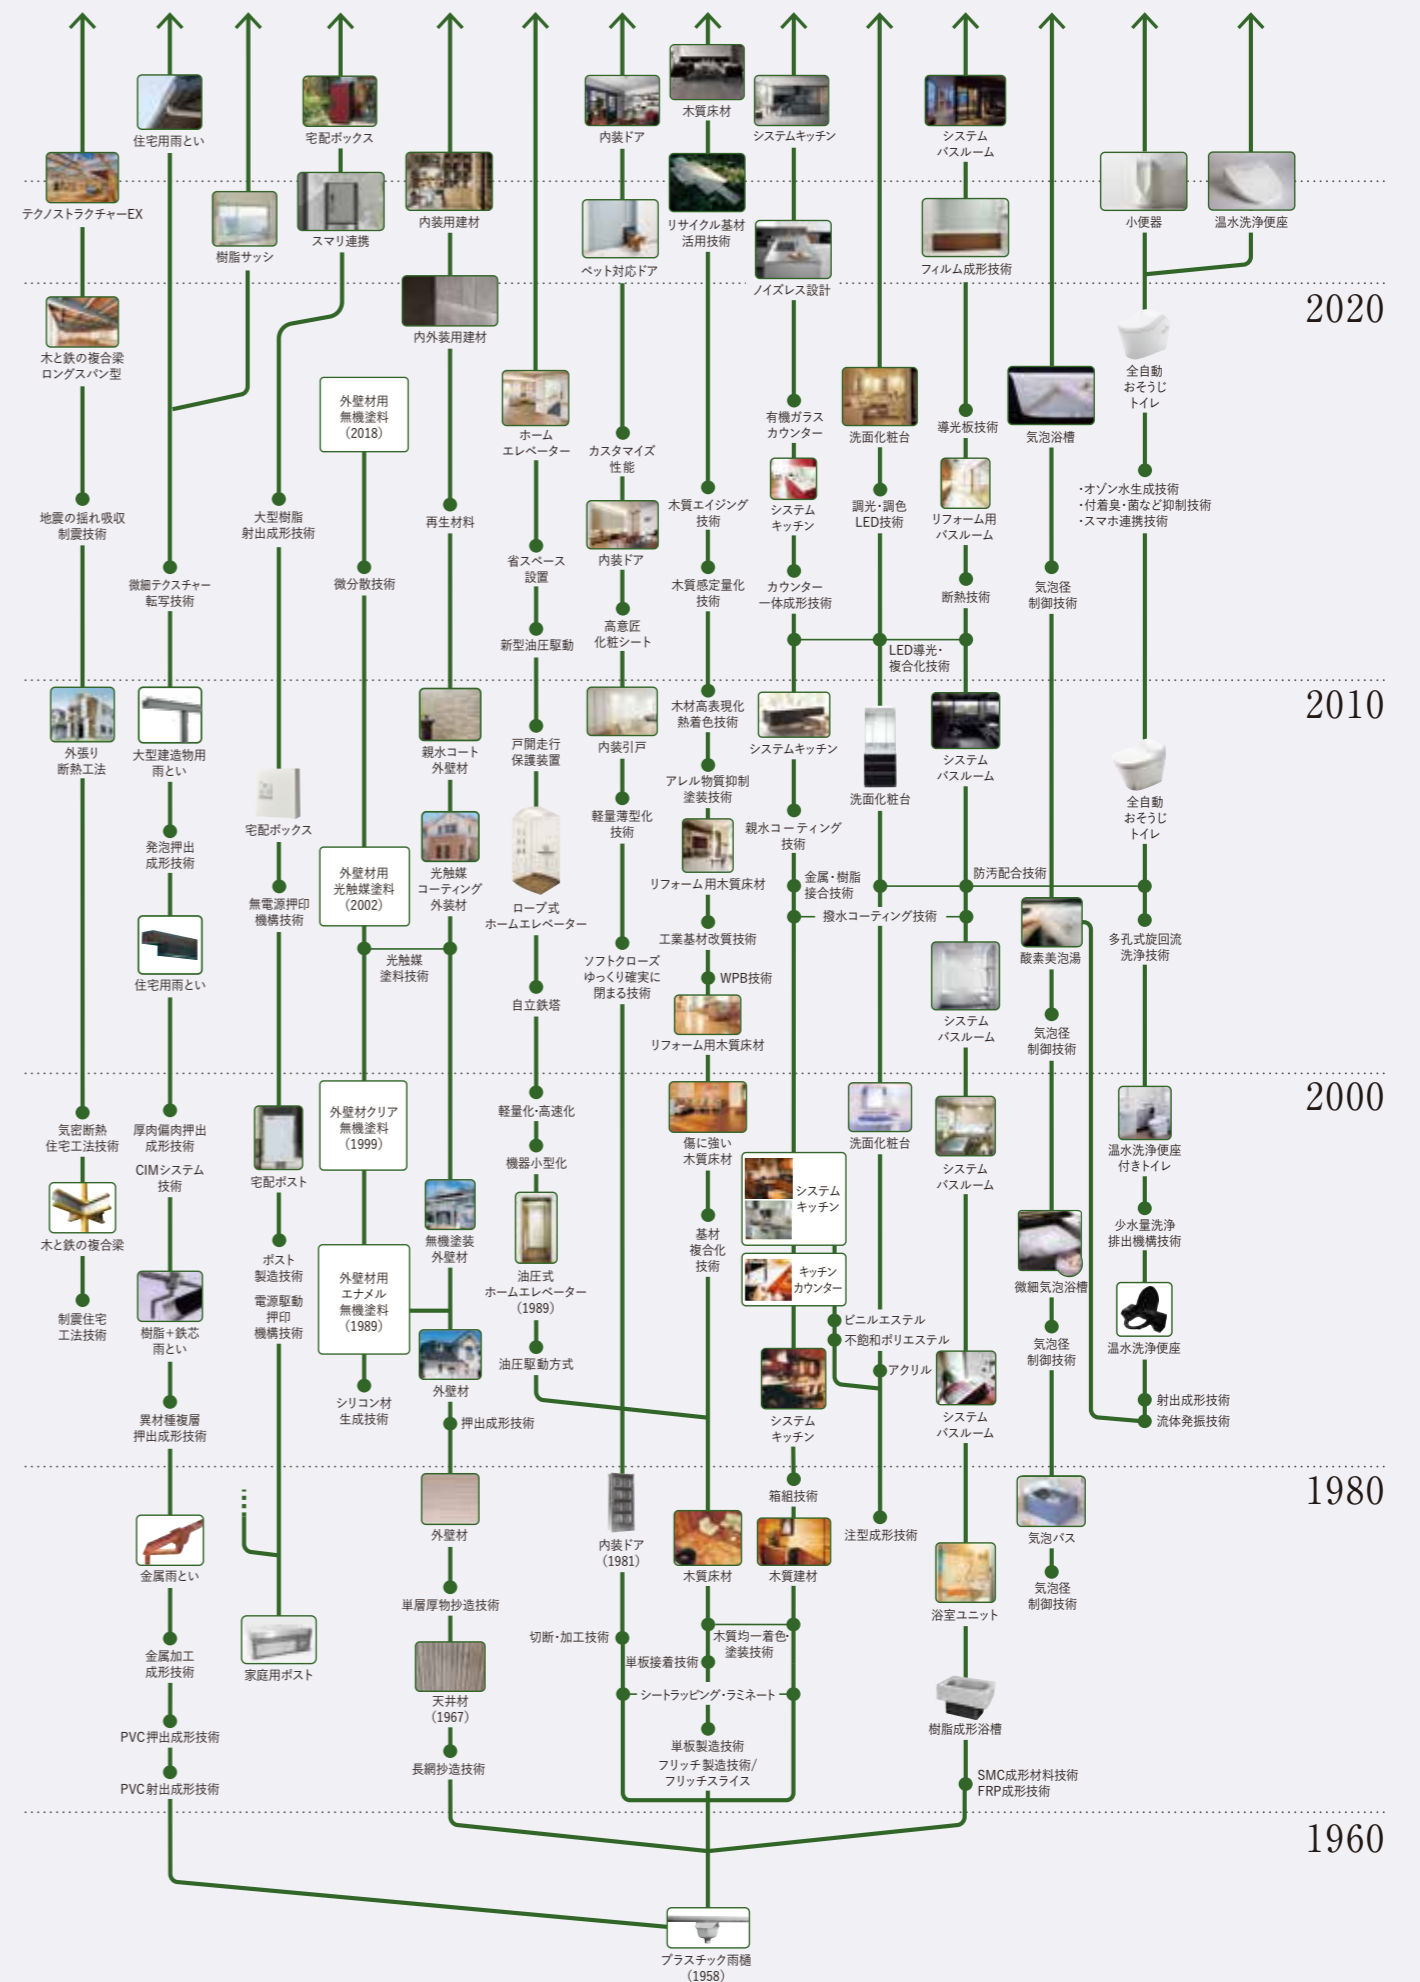 木質床材
住宅用雨とい
宅配ボックス
内装ドア
システムキッチン
システム
バスルーム
テクノストラクチャーEX
樹脂サッシ
スマリ連携
内装用建材
ペット対応ドア
リサイクル基材
活用技術
ノイズレス設計
フィルム成形技術
小便器
温水洗浄便座
2020
木と鉄の複合梁
ロングスパン型
内外装用建材
外壁材用
無機塗料
(2018)
ホーム
エレベーター
カスタマイズ
性能
有機ガラス
カウンター
洗面化粧台
導光板技術
気泡浴槽
全自動
おそうじ
トイレ
地震の揺れ吸収
制震技術
大型樹脂
射出成形技術
再生材料
木質エイジング
技術
システム
キッチン
調光・調色
LED技術
リフォーム用
バスルーム
・オゾン水生成技術
・付着臭・菌など抑制技術
・スマホ連携技術
微細テクスチャー
転写技術
微分散技術
省スペース
設置
内装ドア
木質感定量化
技術
カウンター
一体成形技術
断熱技術
気泡径
制御技術
新型油圧駆動
高意匠
化粧シート
LED導光・
複合化技術
2010
外張り
断熱工法
大型建造物用
雨とい
親水コート
外壁材
戸開走行
保護装置
内装引戸
木材高表現化
熱着色技術
システムキッチン
洗面化粧台
システム
バスルーム
全自動
おそうじ
トイレ
宅配ボックス
アレル物質抑制
塗装技術
軽量薄型化
技術
親水コーティング
技術
発泡押出
成形技術
外壁材用
光触媒塗料
(2002)
光触媒
コーティング
外装材
リフォーム用木質床材
金属・樹脂
接合技術
防汚配合技術
無電源押印
機構技術
ロープ式
ホームエレベーター
撥水コーティング技術
工業基材改質技術
酸素美泡湯
多孔式旋回流
洗浄技術
住宅用雨とい
光触媒
塗料技術
ソフトクローズ
ゆっくり確実に
閉まる技術
WPB技術
自立鉄塔
リフォーム用木質床材
システム
バスルーム
気泡径
制御技術
2000
気密断熱
住宅工法技術
厚肉偏肉押出
成形技術
CIMシステム
技術
宅配ポスト
外壁材クリア
無機塗料
(1999)
軽量化・高速化
機器小型化
傷に強い
木質床材
システム
キッチン
洗面化粧台
システム
バスルーム
温水洗浄便座
付きトイレ
木と鉄の複合梁
ポスト
製造技術
無機塗装
外壁材
基材
複合化
技術
少水量洗浄
排出機構技術
制震住宅
工法技術
樹脂+鉄芯
雨とい
電源駆動
押印
機構技術
外壁材用
エナメル
無機塗料
(1989)
油圧式
ホームエレベーター
(1989)
キッチン
カウンター
微細気泡浴槽
ビニルエステル
不飽和ポリエステル
アクリル
気泡径
制御技術
温水洗浄便座
油圧駆動方式
外壁材
シリコン材
生成技術
押出成形技術
異材種複層
押出成形技術
システム
キッチン
システム
バスルーム
射出成形技術
流体発振技術
1980
箱組技術
金属雨とい
外壁材
内装ドア
(1981)
木質床材
木質建材
注型成形技術
気泡バス
気泡径
制御技術
単層厚物抄造技術
浴室ユニット
切断・加工技術
木質均一着色・
塗装技術
金属加工
成形技術
家庭用ポスト
単板接着技術
シートラッピング・ラミネート
天井材
(1967)
樹脂成形浴槽
PVC押出成形技術
単板製造技術
フリッチ製造技術/
フリッチスライス
長網抄造技術
SMC成形材料技術
FRP成形技術
PVC射出成形技術
1960
プラスチック雨樋
(1958)